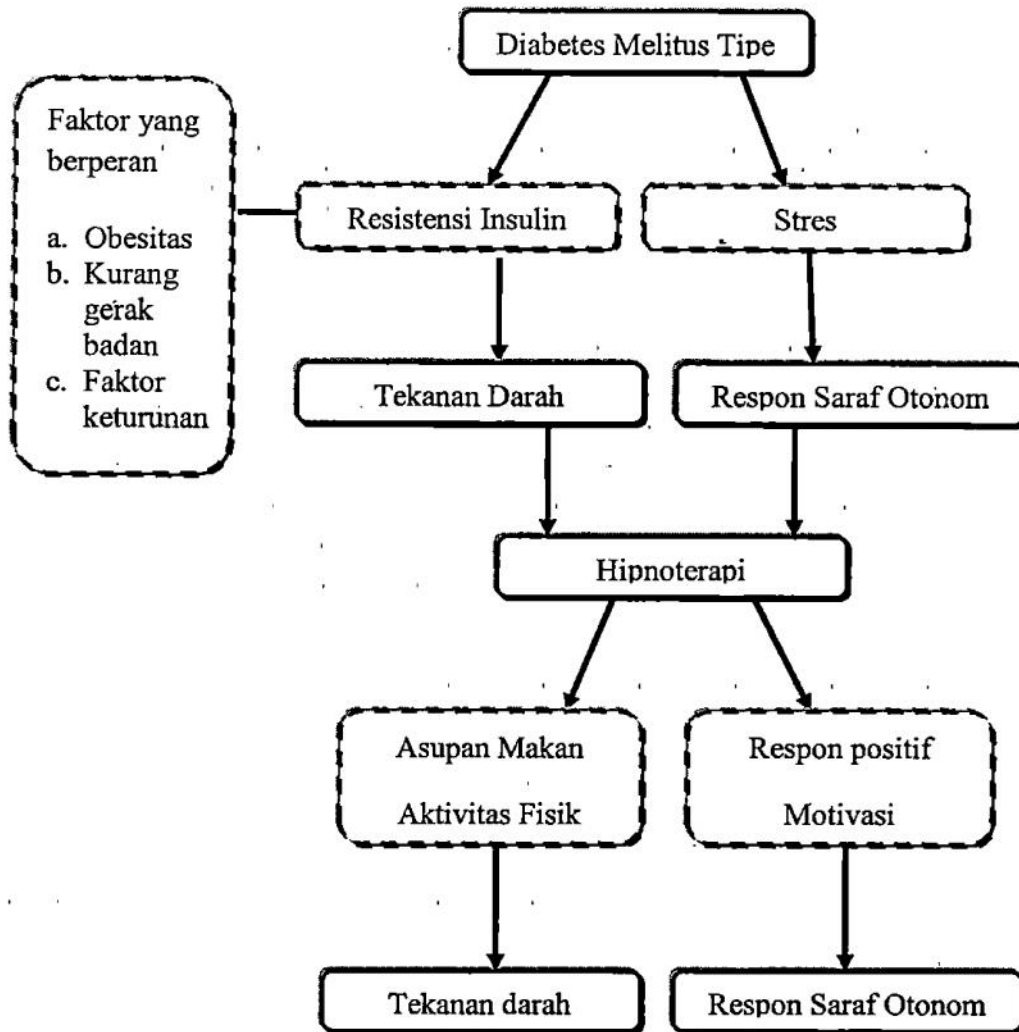 Diabetes Melitus Tipe
Faktor yang
berperan
a. Obesitas
b. Kurang
gerak
badan
c. Faktor
keturunan
Resistensi Insulin
Stres
Tekanan Darah
Respon Saraf Otonom
Hipnoterapi
Asupan Makan
Aktivitas Fisik
Respon positif
Motivasi
Tekanan darah
Respon Saraf Otonom